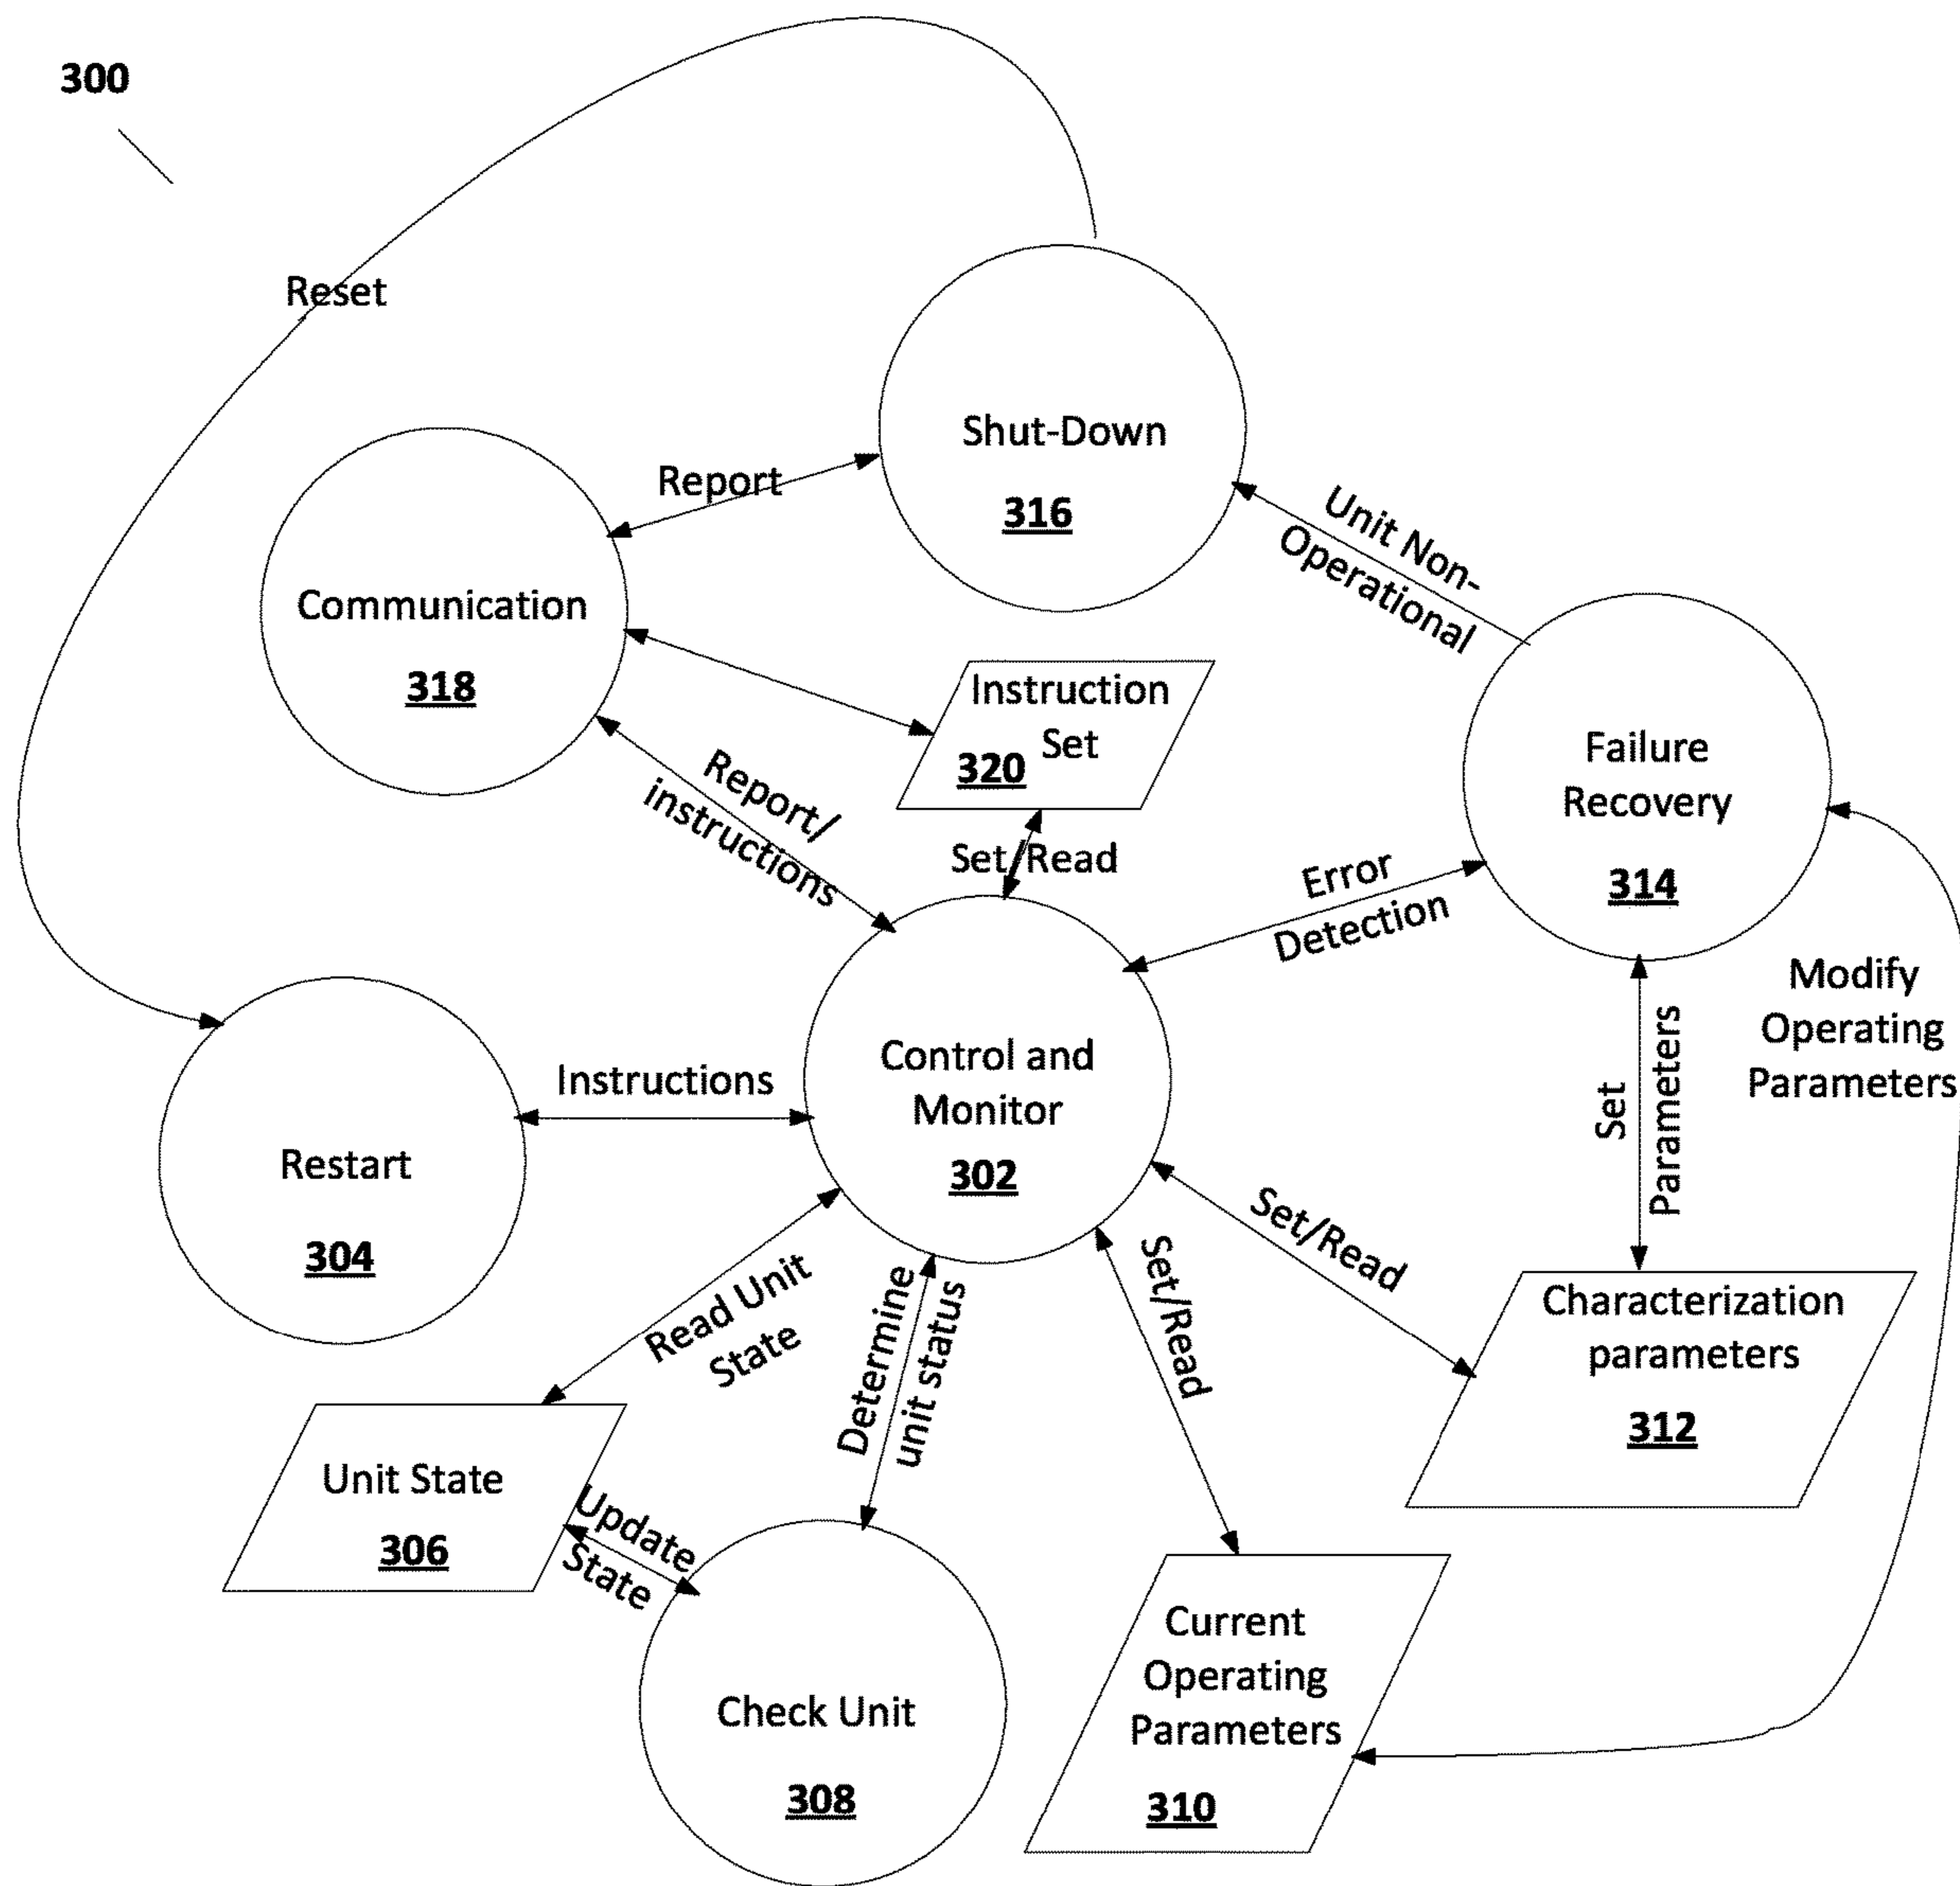 300
Reset
Shut-Down
316
Report
Unit Non-
Operational
Communication
318
Instruction
Set
320
Failure
Recovery
314
Report/
instructions
Set/Read
Error
Detection
Modify
Operating
Parameters
Set
Parameters
Control and
Monitor
302
Instructions
Restart
304
Set/Read
Set/Read
Read Unit
State
Determine
unit status
Characterization
parameters
312
Unit State
306
Update
State
Check Unit
308
Current
Operating
Parameters
310